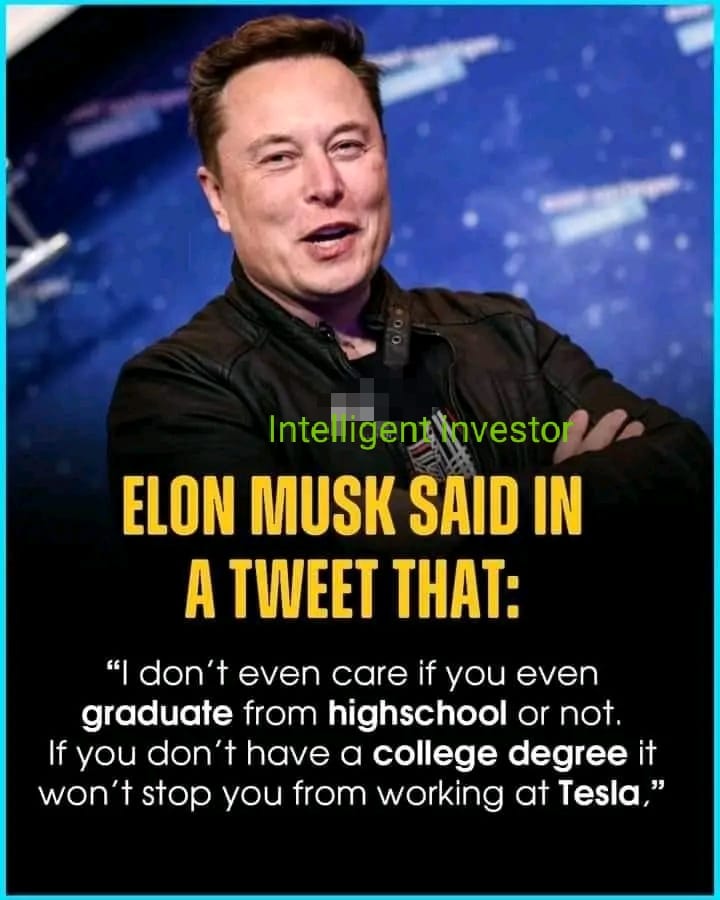 Intelligent Investor
ELON MUSK SAID IN
A TWEET THAT:
“I don’t even care if you even
graduate from highschool or not.
If you don’t have a college degree it
won’t stop you from working at Tesla,”